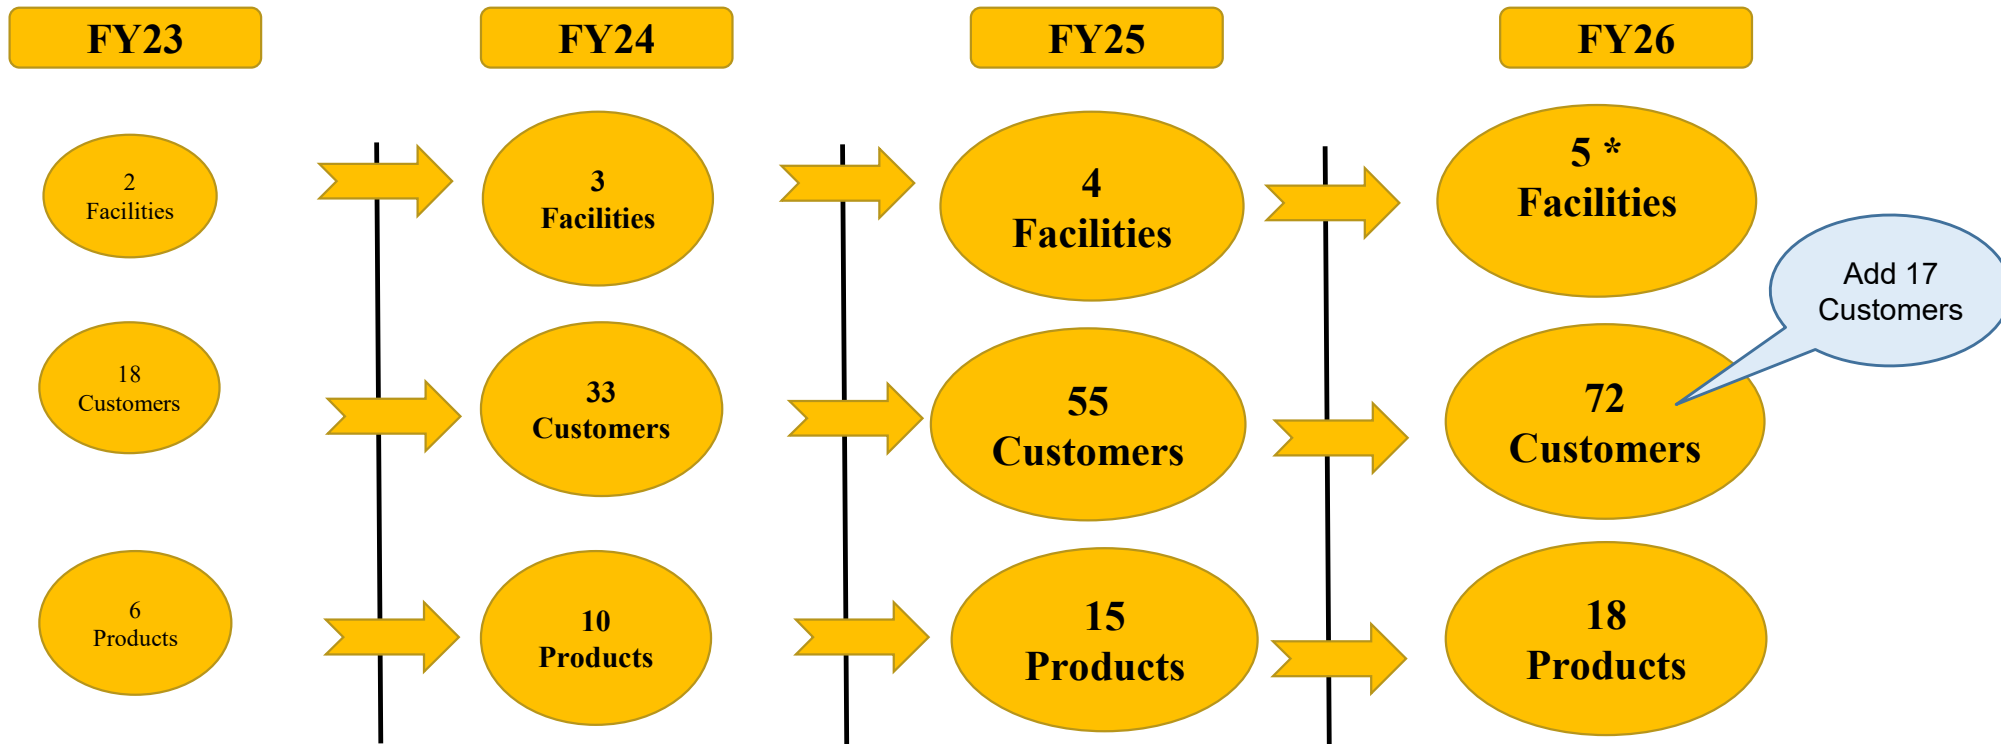 FY23
FY24
FY25
FY26
2
Facilities
3
Facilities
4
Facilities
5 *
Facilities
Add 17
Customers
18
Customers
33
Customers
55
Customers
72
Customers
6
Products
10
Products
15
Products
18
Products